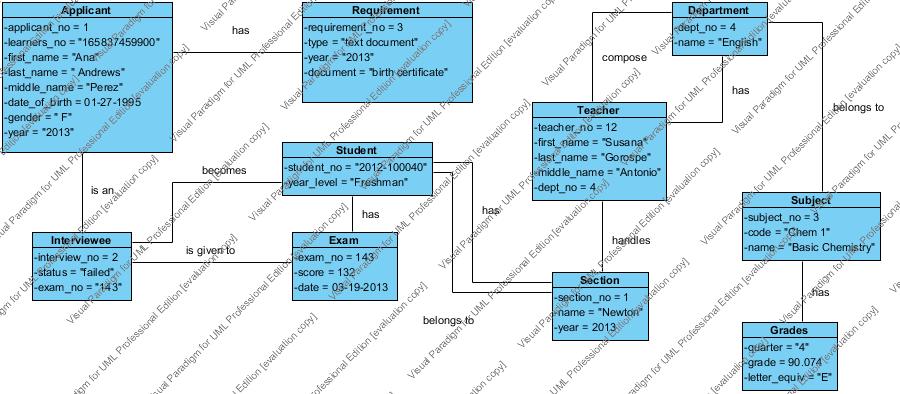 Applicant
-applicant_no = 1
-learners_no = "165837459900"
-first_name = "Ana"
-last_name = " Andrews"
-middle_name = "Perez"
-date_of_birth = 01-27-1995
-gender = " F"
-year = "2013"
has
Requirement
-requirement_no = 3
-type = "text document"
-year = "2013"
-document = "birth certificate"
Department
-dept_no = 4
-name = "English"
compose
has
belongs to
Teacher
-teacher_no = 12
-first_name = "Susana"
-last_name = "Gorospe"
-middle_name = "Antonio"
-dept_no = 4
Student
-student_no = "2012-100040"
-year_level = "Freshman"
becomes
is an
has
has
Interviewee
-interview_no = 2
-status = "failed"
-exam_no = "143"
is given to
Exam
-exam_no = 143
-score = 132
-date = 03-19-2013
handles
Subject
-subject_no = 3
-code = "Chem 1"
-name = "Basic Chemistry"
belongs to
Section
-section_no = 1
-name = "Newton"
-year = 2013
has
Grades
-quarter = "4"
-grade = 90.074
-letter_equiv = "E"
Visual Paradigm for UML Professional Edition [evaluation copy]